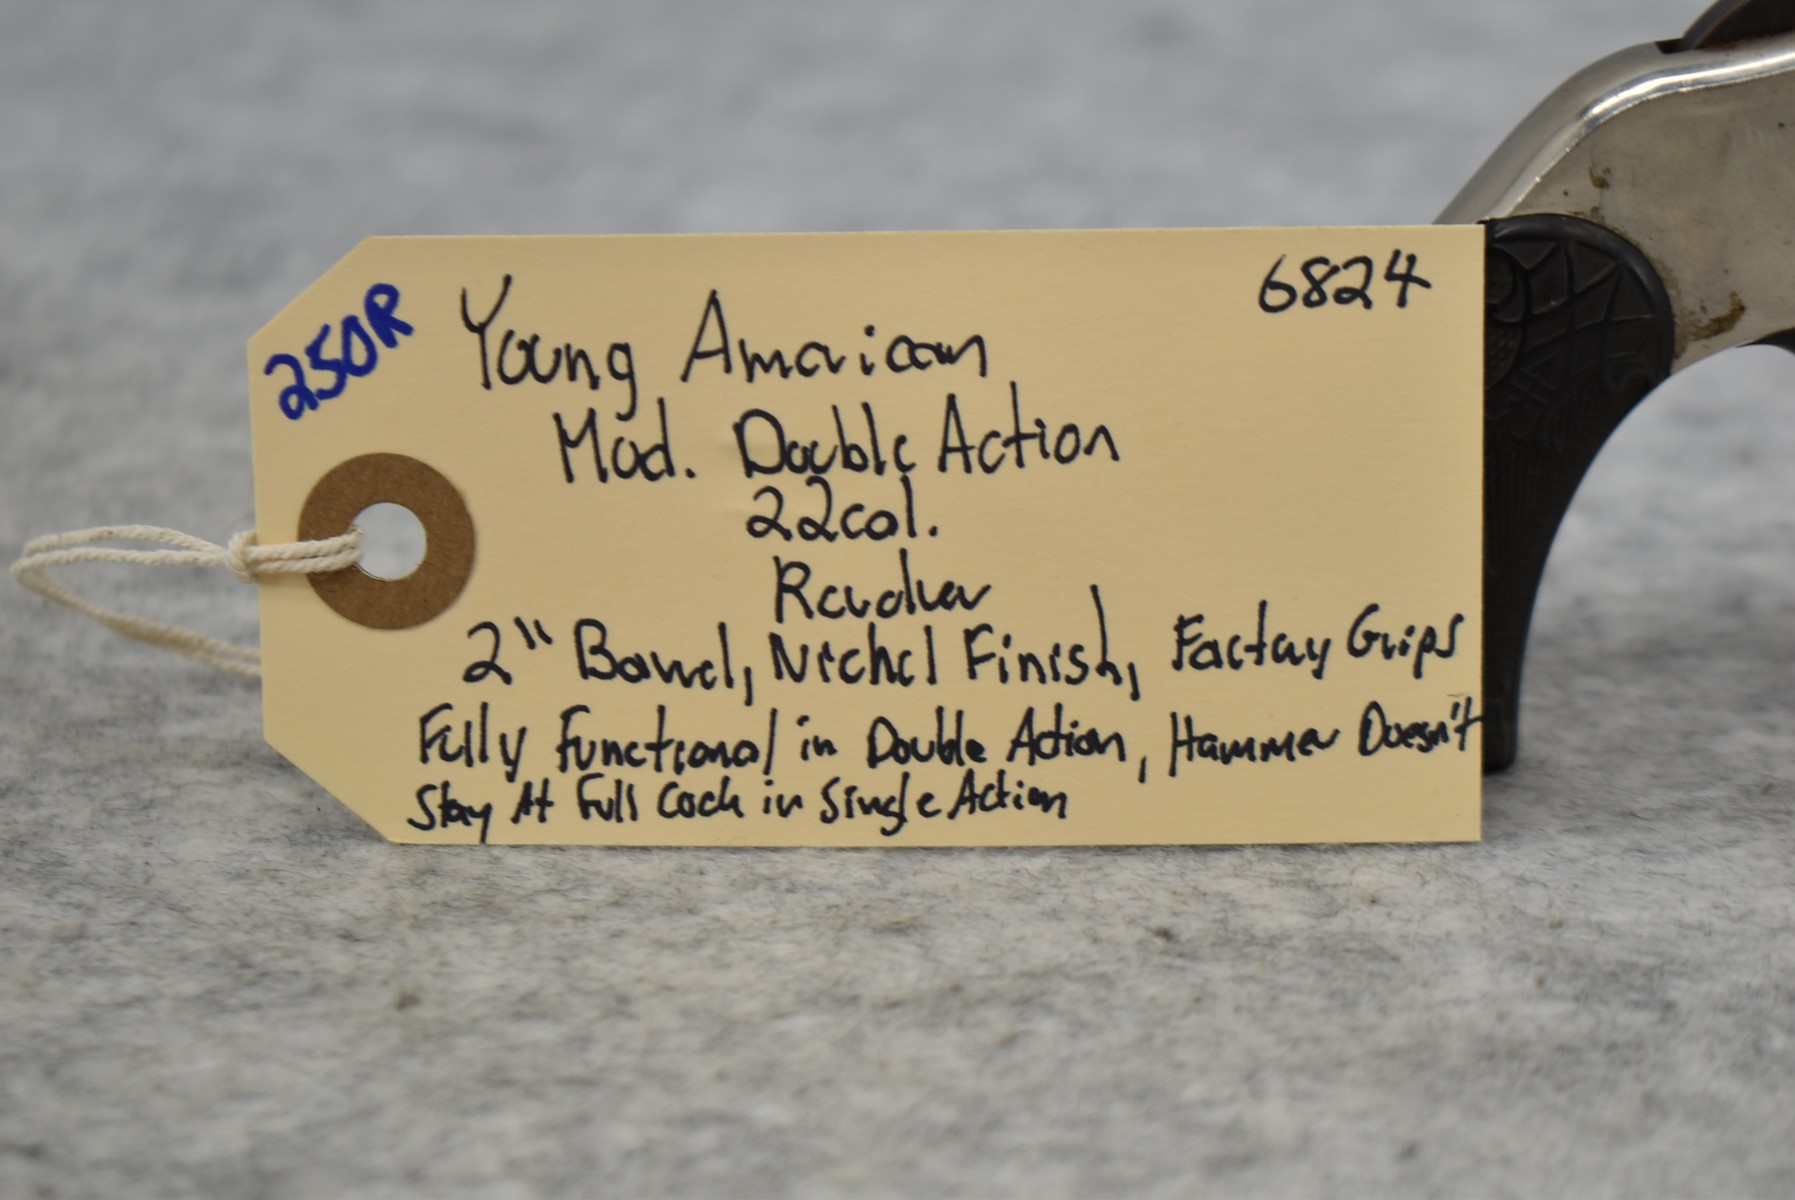 250R
6824
Young American
Mod. Double Action
22cal.
Revolver
2" Barrel, Nickel Finish, Factory Grips
Fully Functional in Double Action, Hammer Doesn't
Stay At Full Cock in Single Action